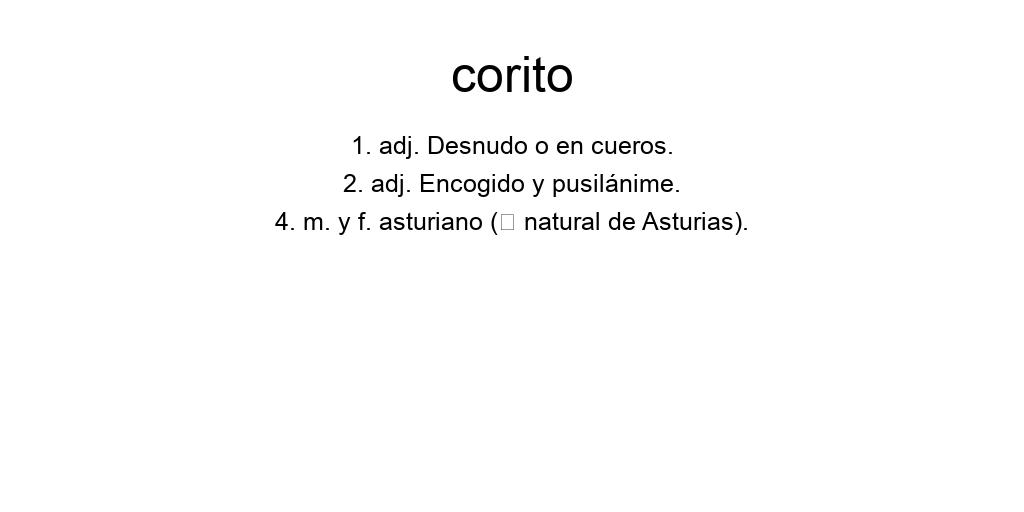 corito
1. adj. Desnudo o en cueros.
2. adj. Encogido y pusilánime.
4. m. y f. asturiano (□ natural de Asturias).